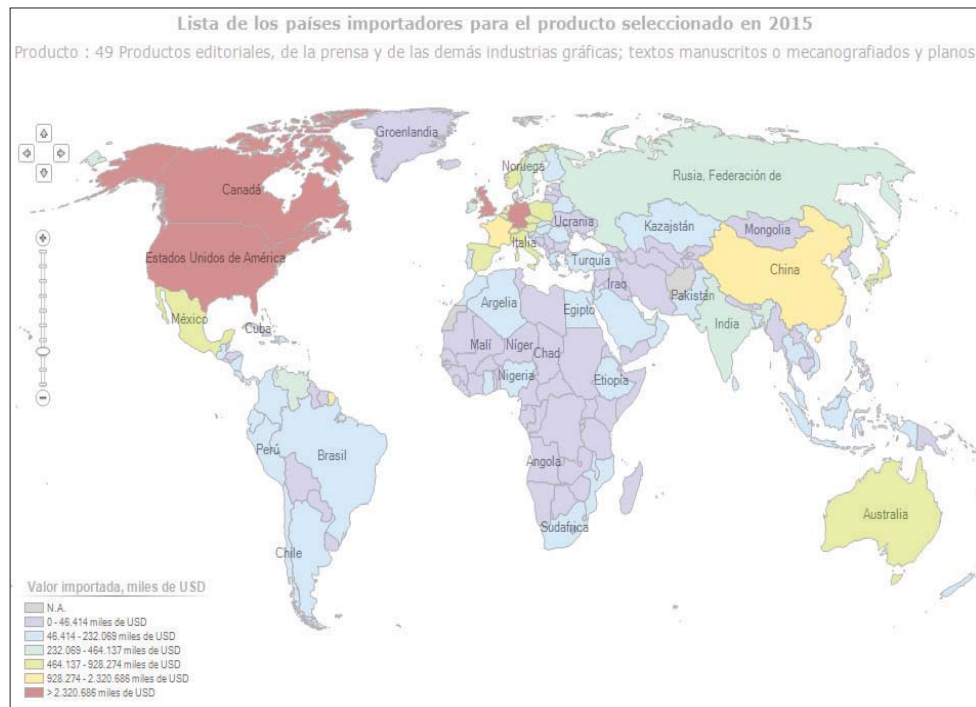 Lista de los países importadores para el producto seleccionado en 2015
Producto : 49 Productos editoriales, de la prensa y de las demás industrias gráficas; textos manuscritos o mecanografiados y planos
Groenlandia
Noruega
Rusia, Federación de
Canadá
Ucrania
Kazajstán
Mongolia
Italia
Estados Unidos de América
Turquía
China
Iraq
Pakistán
Argelia
Egipto
México
India
Cuba
Malí
Níger
Chad
Nigeria
Etiopia
Perú
Brasil
Angola
Australia
Sudafrica
Chile
Valor importada, miles de USD
N.A.
0 - 46.414 miles de USD
46.414 - 232.069 miles de USD
232.069 - 464.137 miles de USD
464.137 - 928.274 miles de USD
928.274 - 2.320.686 miles de USD
> 2.320.686 miles de USD